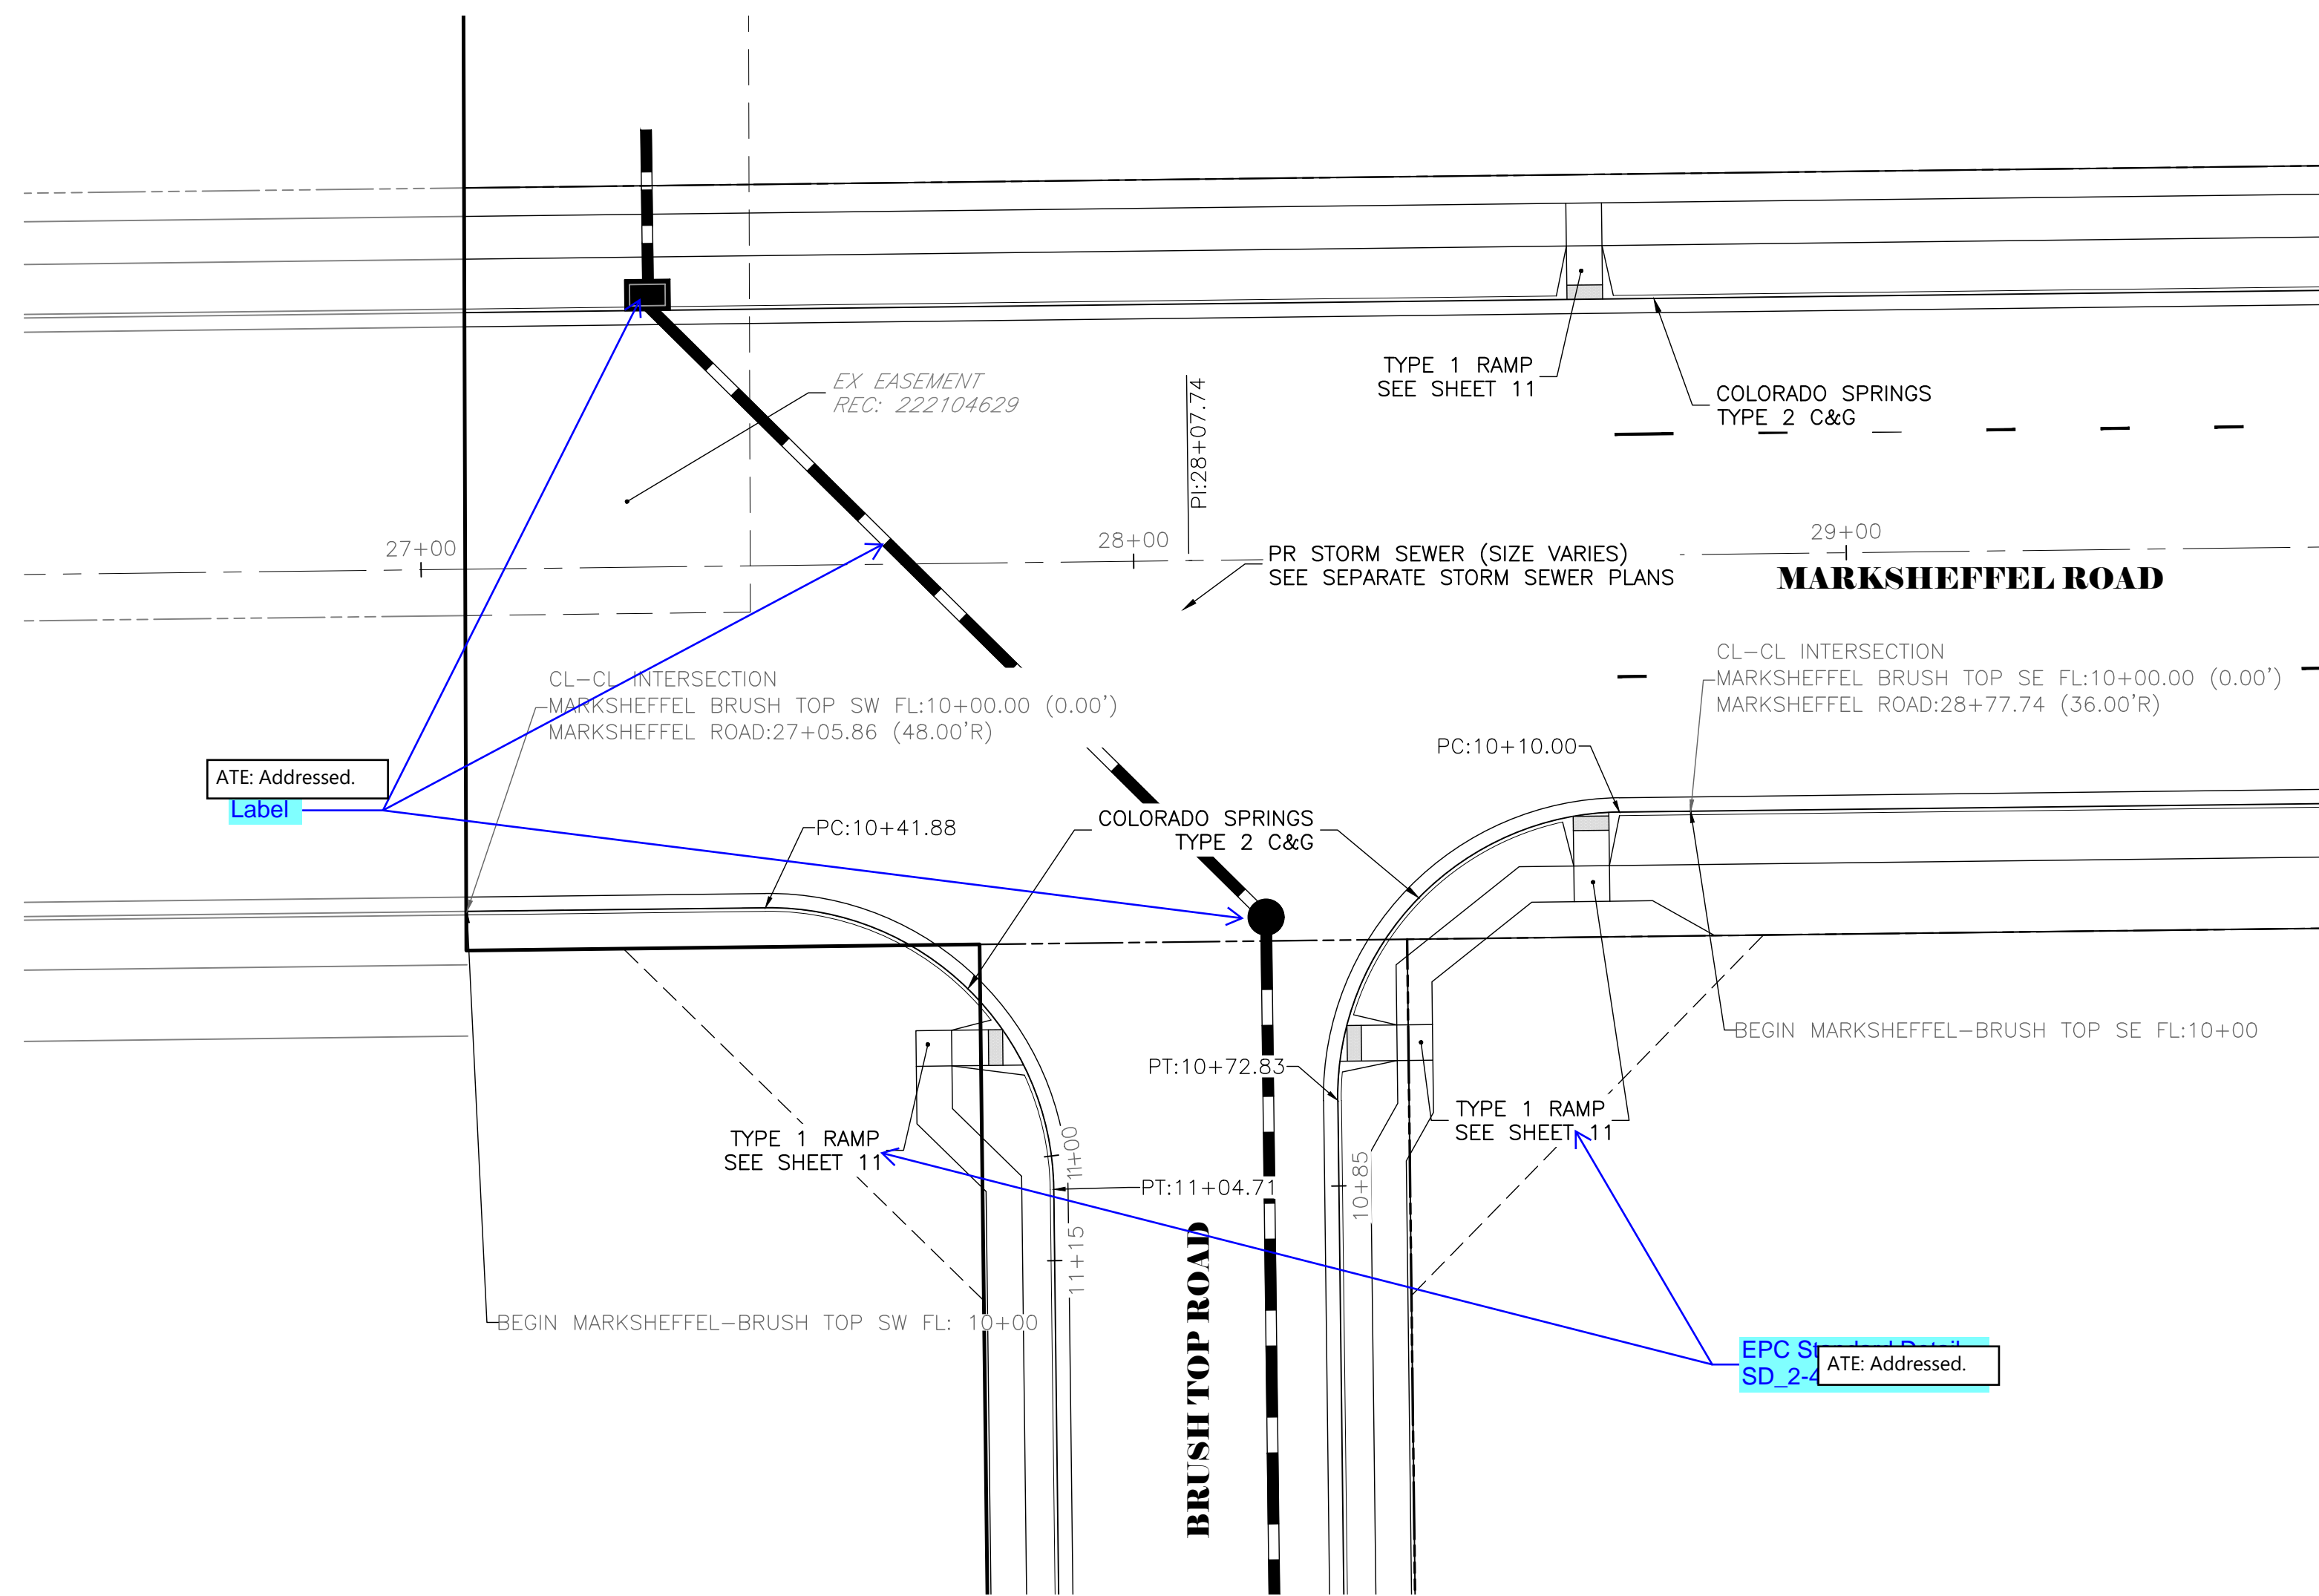 TYPE 1 RAMP
SEE SHEET 11
EX EASEMENT
REC: 222104629
COLORADO SPRINGS
TYPE 2 C&G
PI:28+07.74
27+00
28+00
29+00
PR STORM SEWER (SIZE VARIES)
SEE SEPARATE STORM SEWER PLANS
MARKSHEFFEL ROAD
CL-CL INTERSECTION
MARKSHEFFEL BRUSH TOP SW FL:10+00.00 (0.00')
MARKSHEFFEL ROAD:27+05.86 (48.00'R)
CL-CL INTERSECTION
MARKSHEFFEL BRUSH TOP SE FL:10+00.00 (0.00')
MARKSHEFFEL ROAD:28+77.74 (36.00'R)
PC:10+10.00
ATE: Addressed.
Label
PC:10+41.88
COLORADO SPRINGS
TYPE 2 C&G
BEGIN MARKSHEFFEL-BRUSH TOP SE FL:10+00
PT:10+72.83
TYPE 1 RAMP
SEE SHEET 11
TYPE 1 RAMP
SEE SHEET 11
11+00
10+85
PT:11+04.71
11+15
BRUSH TOP ROAD
BEGIN MARKSHEFFEL-BRUSH TOP SW FL: 10+00
EPC
SD_2-4
ATE: Addressed.